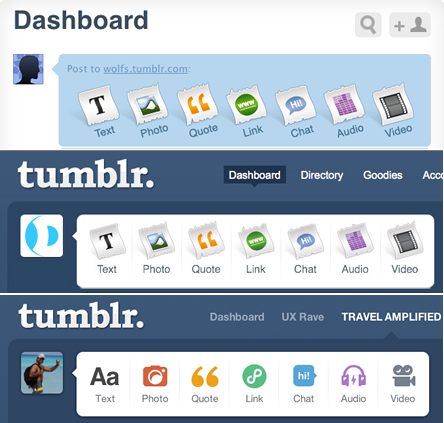 Dashboard
Post to wolfs.tumblr.com:
T www Hi!
Text Photo Quote Link Chat Audio Video
tumblr. Dashboard Directory Goodies Acco
T www Hi!
Text Photo Quote Link Chat Audio Video
tumblr. Dashboard UX Rave TRAVEL AMPLIFIED
Aa hi!
Text Photo Quote Link Chat Audio Video